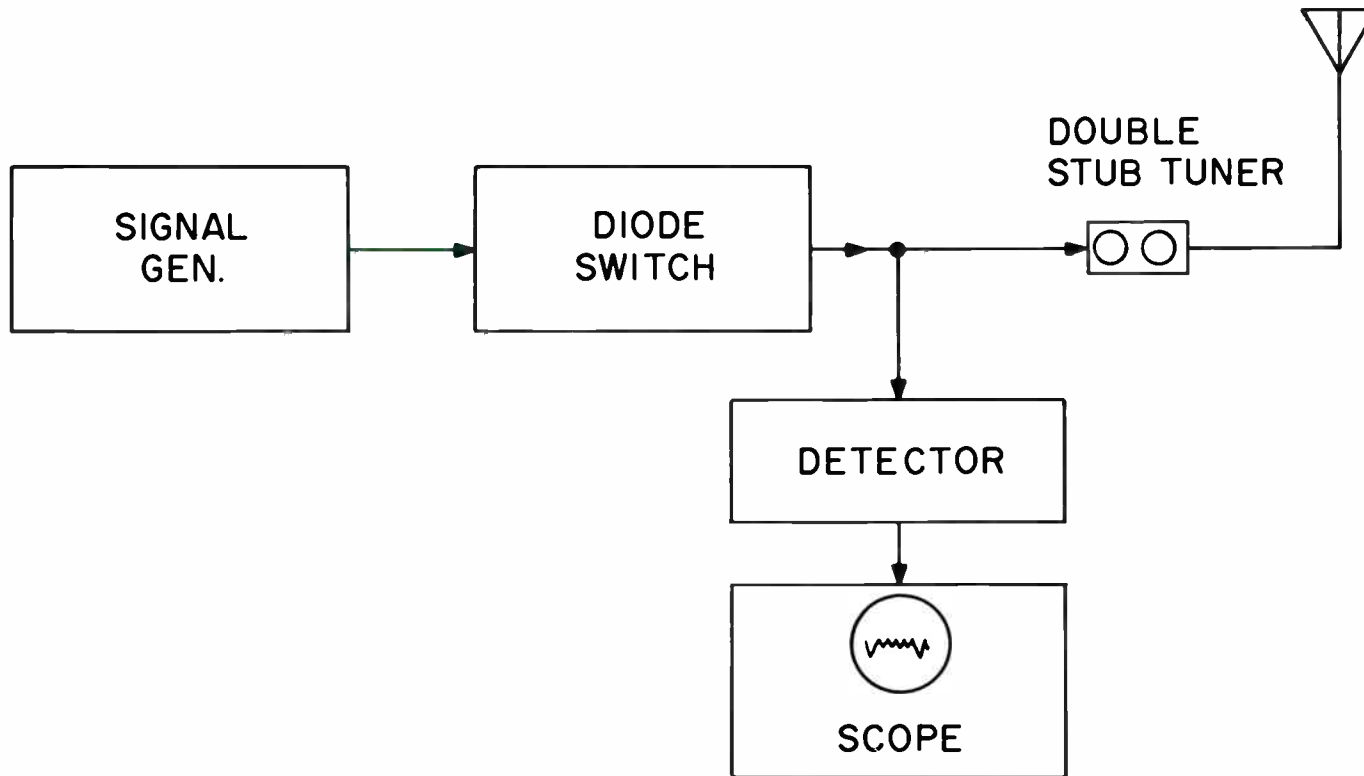 DOUBLE
STUB TUNER
SIGNAL
GEN.
DIODE
SWITCH
DETECTOR
SCOPE